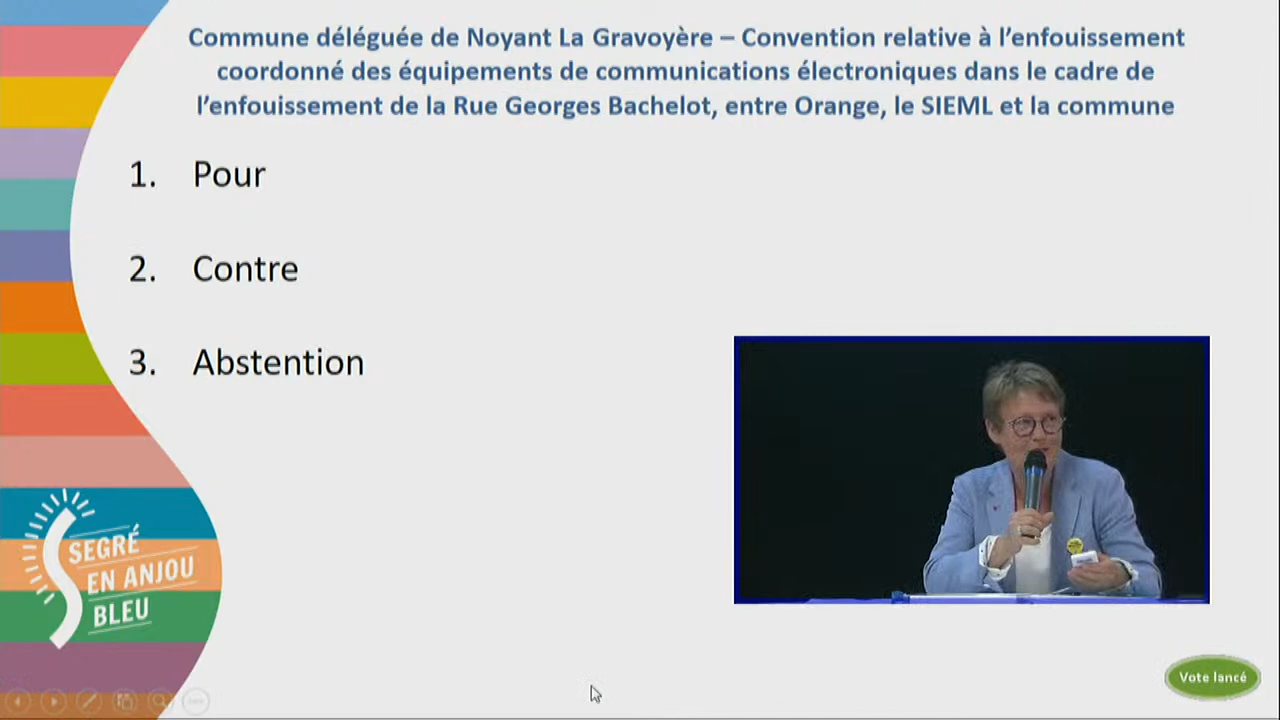 Commune déléguée de Noyant La Gravoyère – Convention relative à l’enfouissement
coordonné des équipements de communications électroniques dans le cadre de
l’enfouissement de la Rue Georges Bachelot, entre Orange, le SIEML et la commune
1. Pour
2. Contre
3. Abstention
SEGRÉ
EN ANJOU
BLEU
Vote lancé